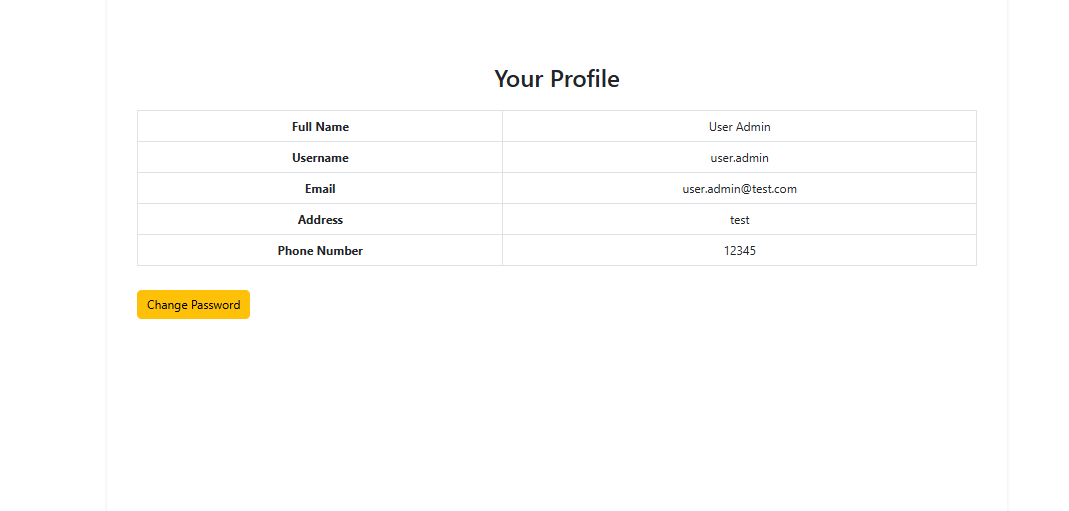 Your Profile
Full Name User Admin
Username user.admin
Email user.admin@test.com
Address test
Phone Number 12345
Change Password